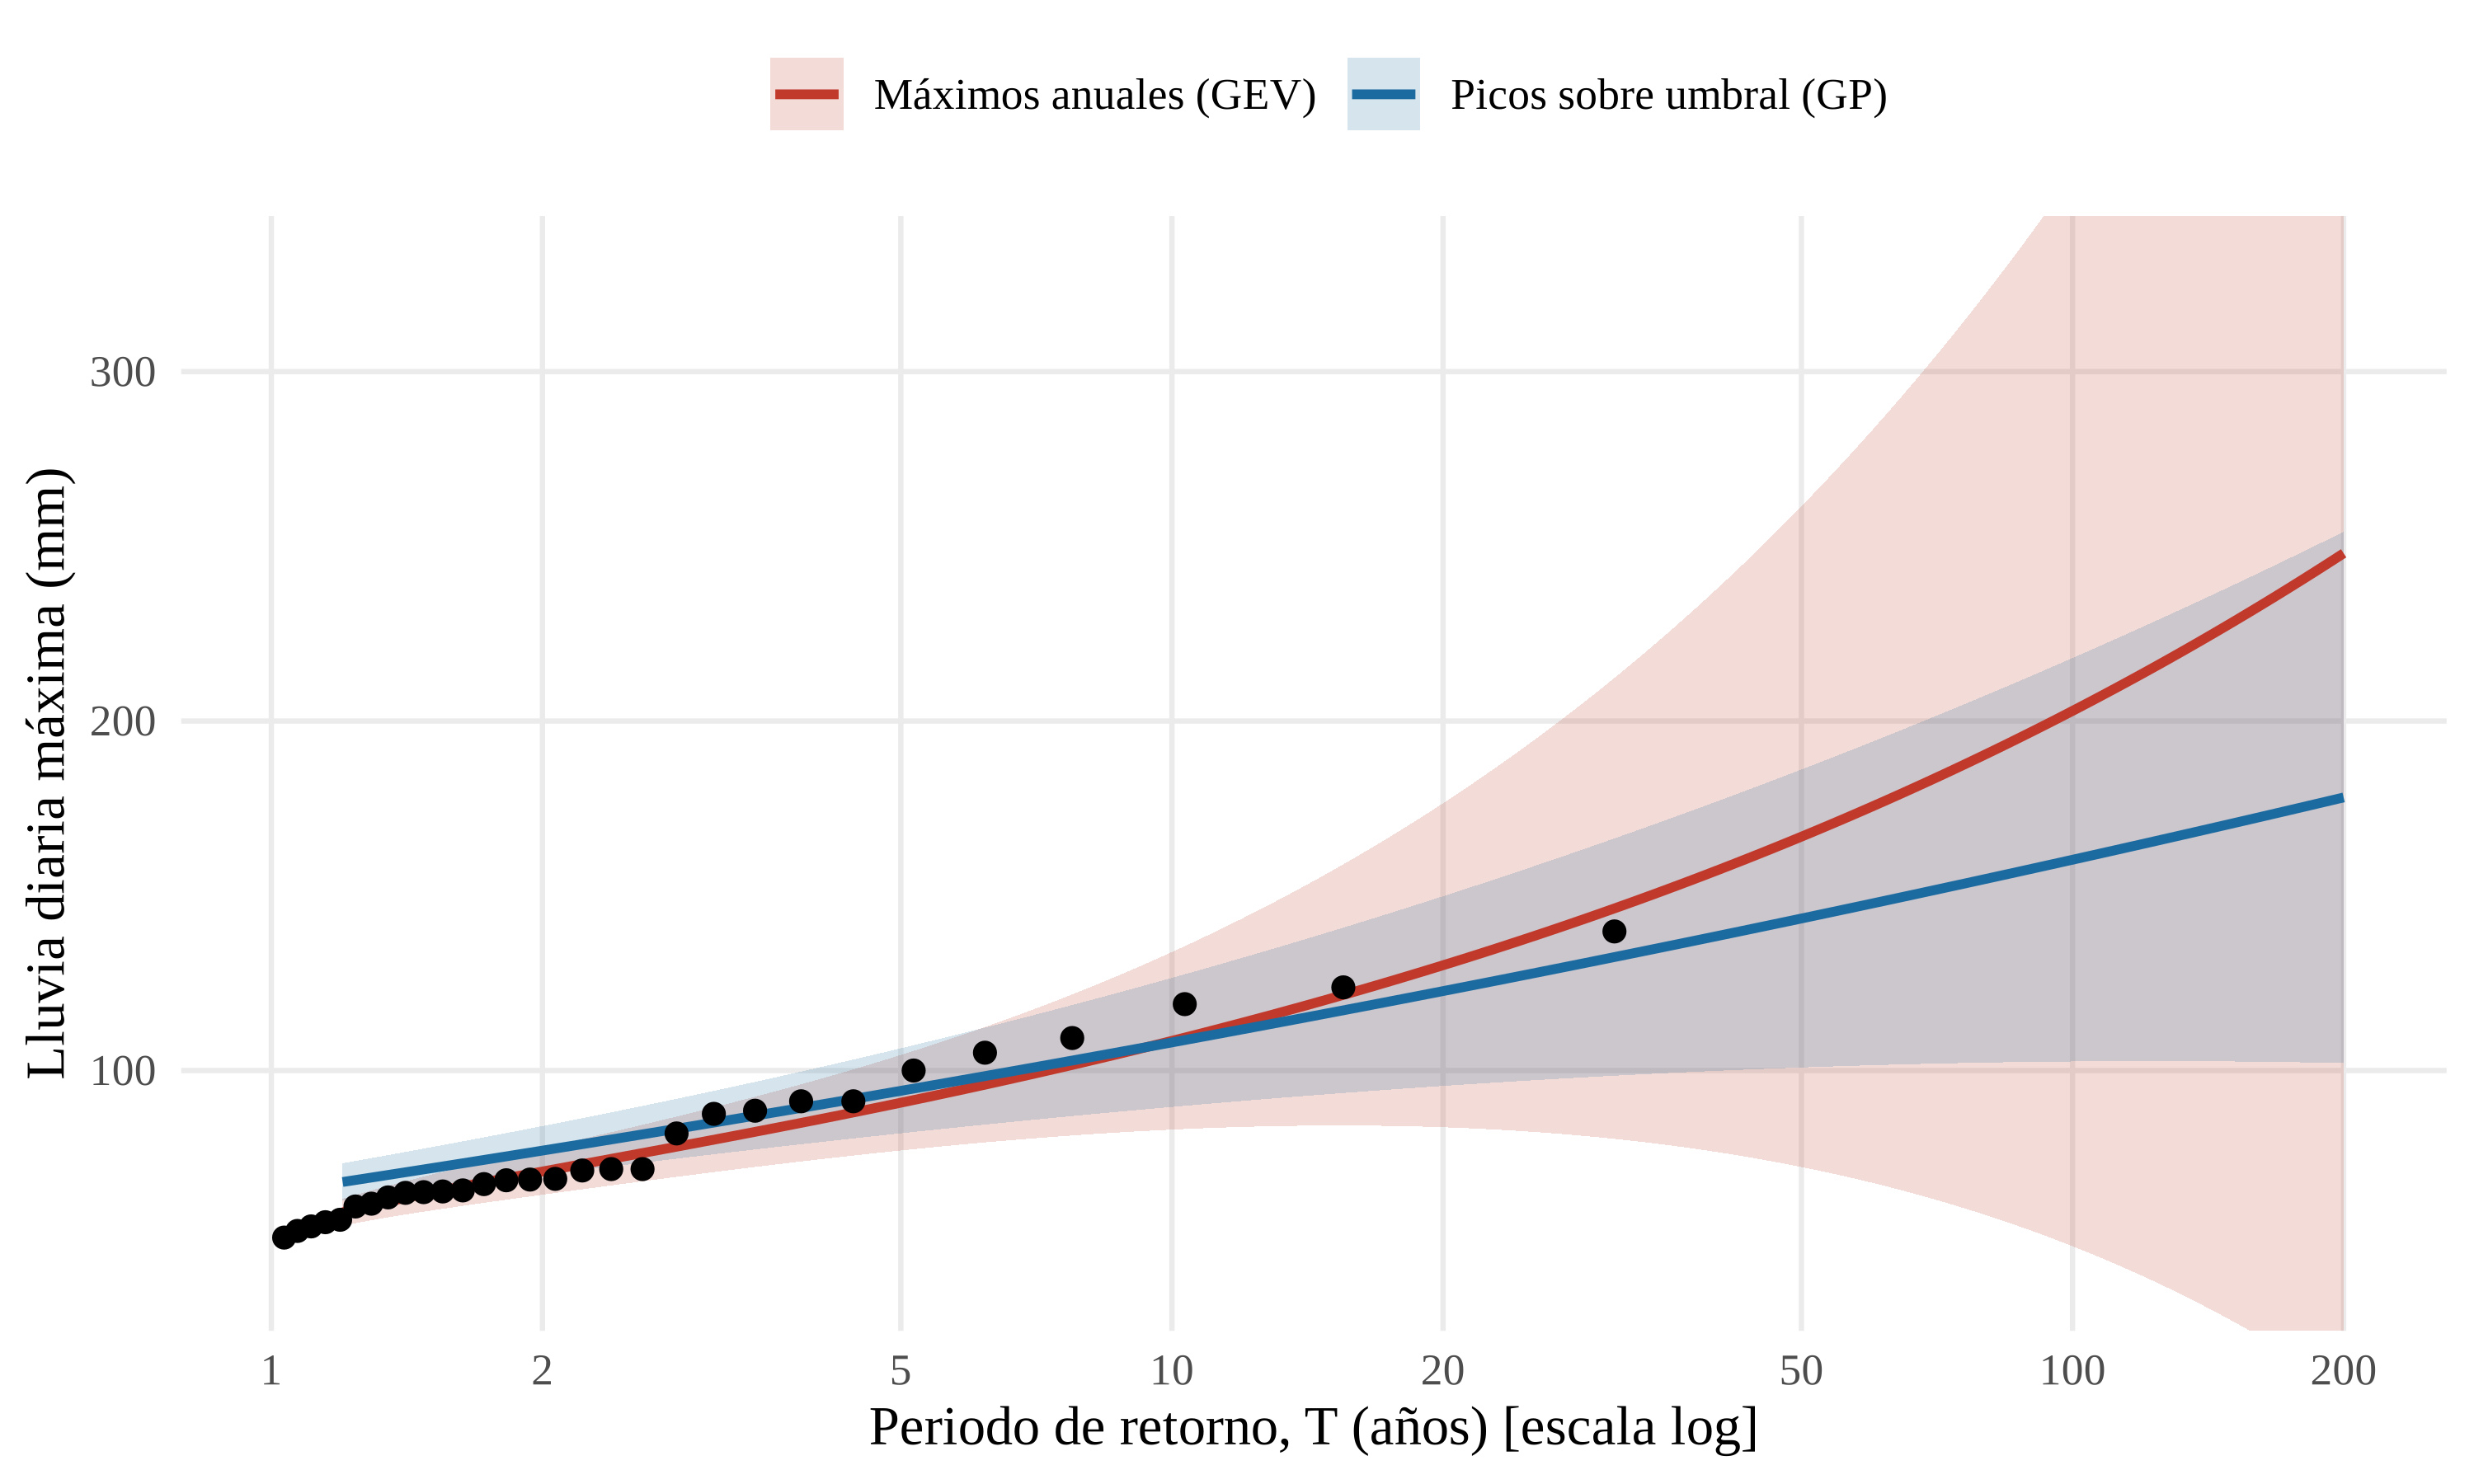 Máximos anuales (GEV) Picos sobre umbral (GP)
Lluvia diaria máxima (mm)
300
200
100
1 2 5 10 20 50 100 200
Periodo de retorno, T (años) [escala log]